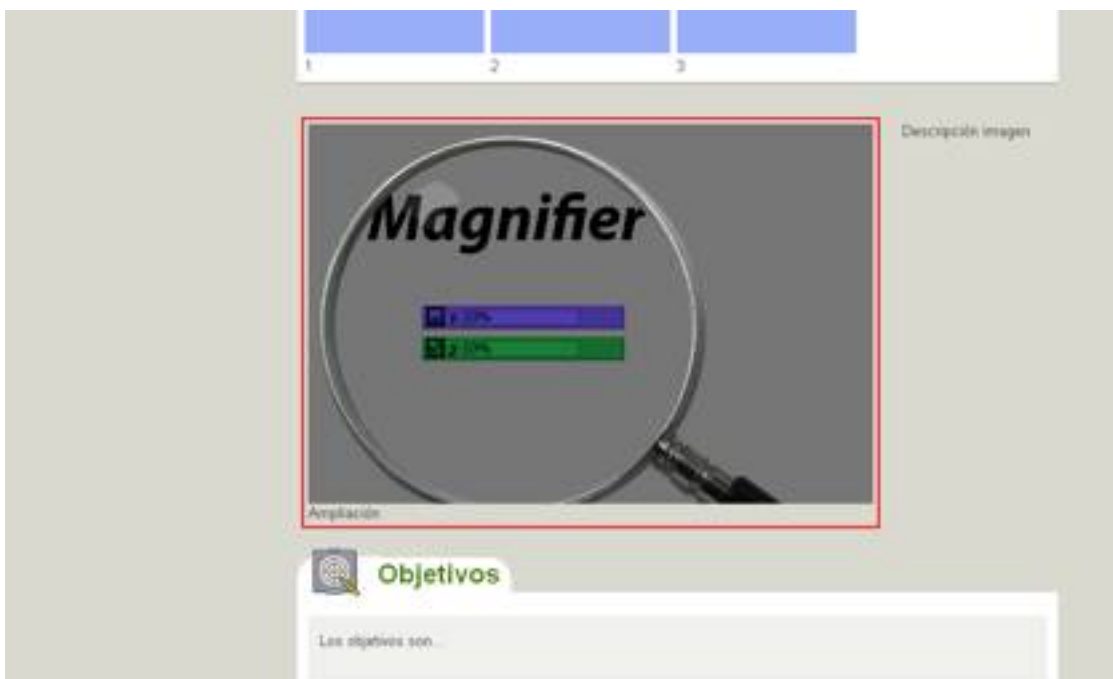 1 2 3
Descripción imagen
Magnifier
Ampliación
Objetivos
Los objetivos son...